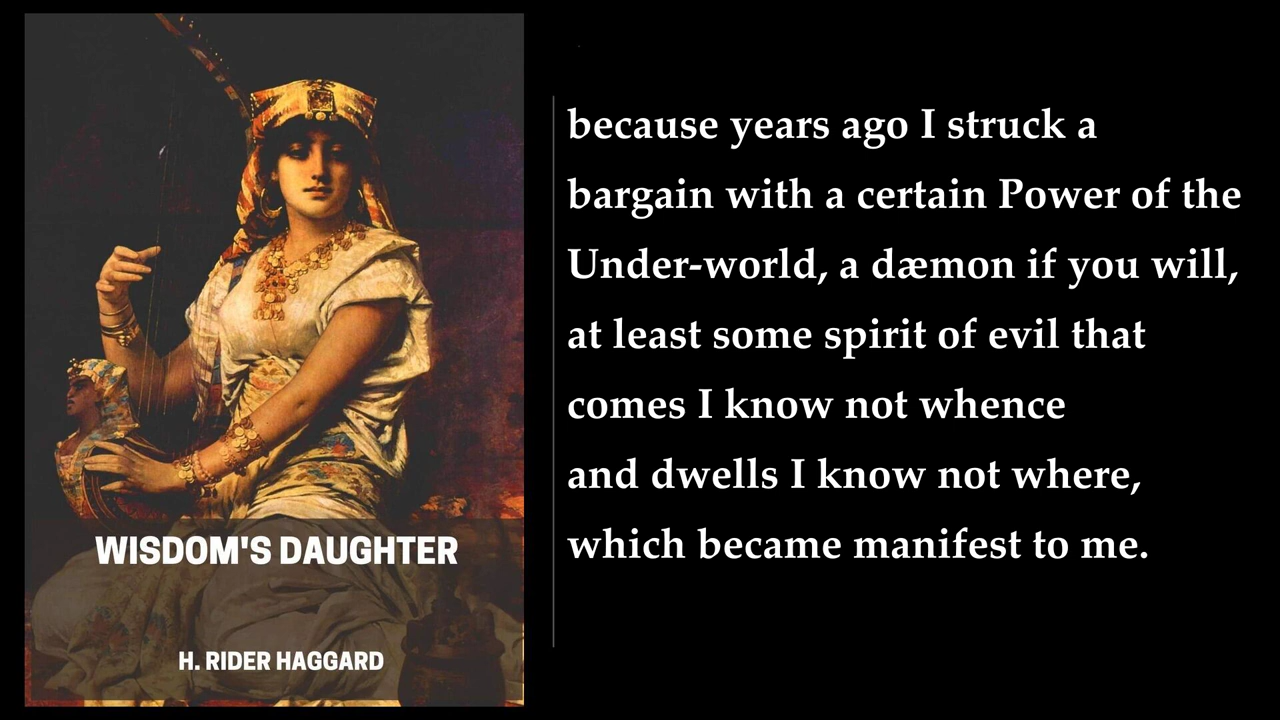 WISDOM'S DAUGHTER
H. RIDER HAGGARD
because years ago I struck a
bargain with a certain Power of the
Under-world, a dæmon if you will,
at least some spirit of evil that
comes I know not whence
and dwells I know not where,
which became manifest to me.